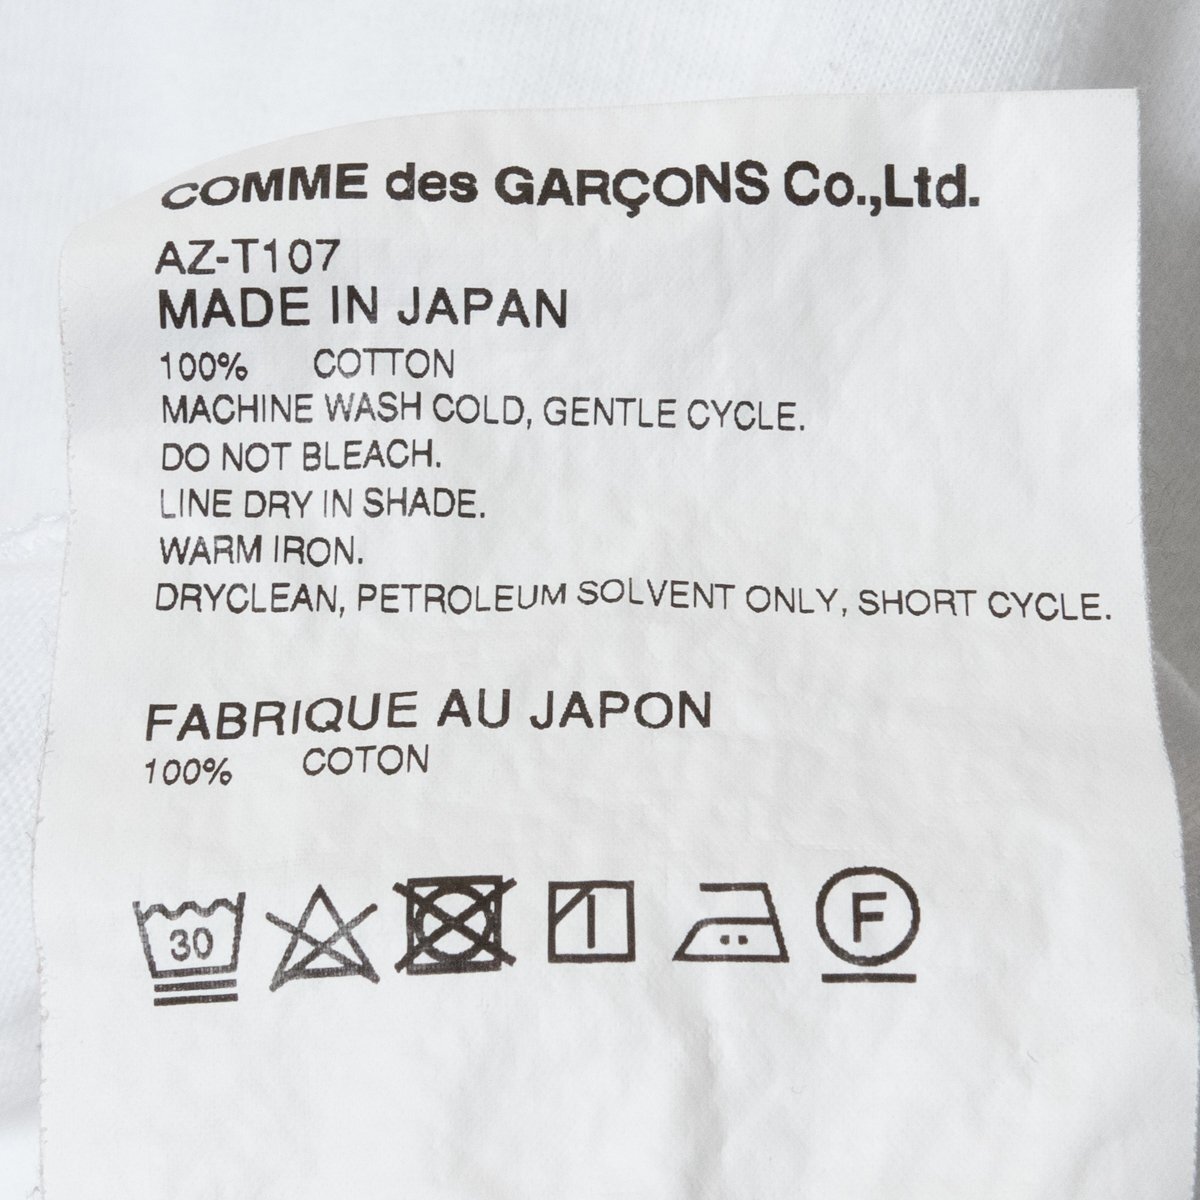 COMME des GARÇONS Co.,Ltd.
AZ-T107
MADE IN JAPAN
100% COTTON
MACHINE WASH COLD, GENTLE CYCLE.
DO NOT BLEACH.
LINE DRY IN SHADE.
WARM IRON.
DRYCLEAN, PETROLEUM SOLVENT ONLY, SHORT CYCLE.
FABRIQUE AU JAPON
100% COTON
30 F